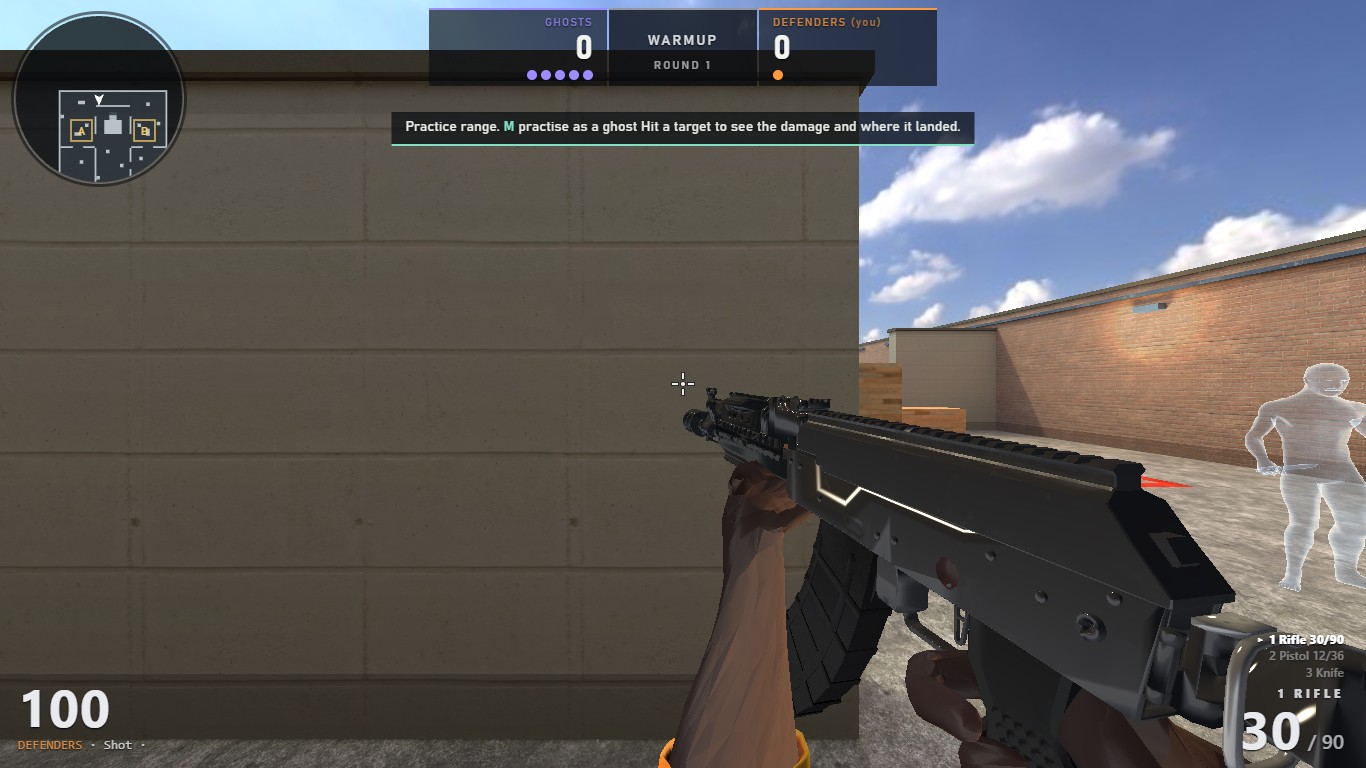 GHOSTS
0
WARMUP
ROUND 1
DEFENDERS (you)
0
Practice range. M practise as a ghost Hit a target to see the damage and where it landed.
A
B
1 Rifle 30/90
2 Pistol 12/36
3 Knife
1 RIFLE
30 / 90
100
DEFENDERS · Shot ·